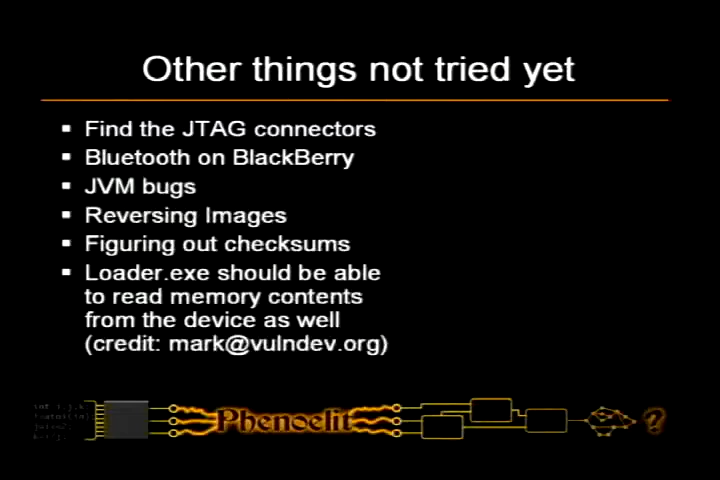 Other things not tried yet
Find the JTAG connectors
Bluetooth on BlackBerry
JVM bugs
Reversing Images
Figuring out checksums
Loader.exe should be able
to read memory contents
from the device as well
(credit: mark@vulndev.org)
Phenoelit
?